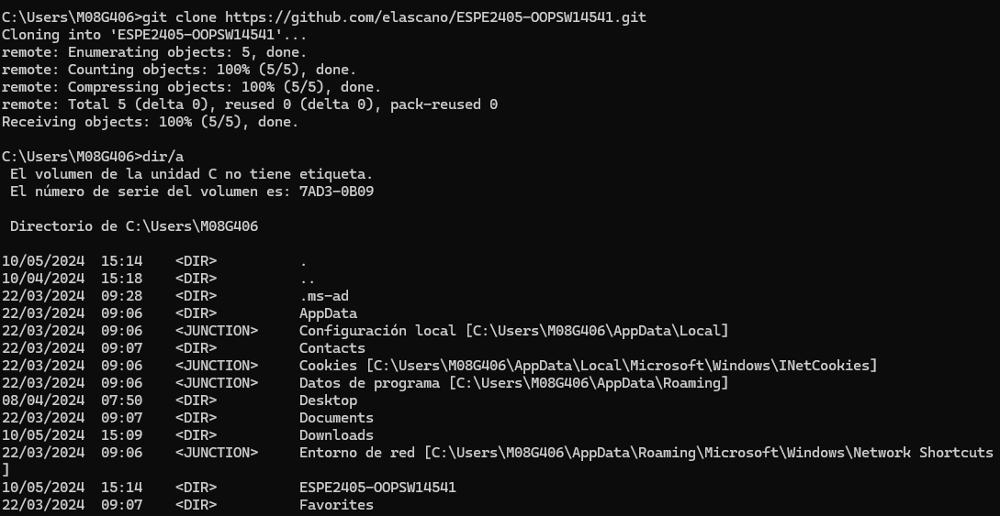 C:\Users\M08G406>git clone https://github.com/elascano/ESPE2405-OOPSW14541.git
Cloning into 'ESPE2405-OOPSW14541'...
remote: Enumerating objects: 5, done.
remote: Counting objects: 100% (5/5), done.
remote: Compressing objects: 100% (5/5), done.
remote: Total 5 (delta 0), reused 0 (delta 0), pack-reused 0
Receiving objects: 100% (5/5), done.
C:\Users\M08G406>dir/a
El volumen de la unidad C no tiene etiqueta.
El número de serie del volumen es: 7AD3-0B09
Directorio de C:\Users\M08G406
10/05/2024  15:14    <DIR>          .
10/04/2024  15:18    <DIR>          ..
22/03/2024  09:28    <DIR>          .ms-ad
22/03/2024  09:06    <DIR>          AppData
22/03/2024  09:06    <JUNCTION>     Configuración local [C:\Users\M08G406\AppData\Local]
22/03/2024  09:07    <DIR>          Contacts
22/03/2024  09:06    <JUNCTION>     Cookies [C:\Users\M08G406\AppData\Local\Microsoft\Windows\INetCookies]
22/03/2024  09:06    <JUNCTION>     Datos de programa [C:\Users\M08G406\AppData\Roaming]
08/04/2024  07:50    <DIR>          Desktop
22/03/2024  09:07    <DIR>          Documents
10/05/2024  15:09    <DIR>          Downloads
22/03/2024  09:06    <JUNCTION>     Entorno de red [C:\Users\M08G406\AppData\Roaming\Microsoft\Windows\Network Shortcuts
]
10/05/2024  15:14    <DIR>          ESPE2405-OOPSW14541
22/03/2024  09:07    <DIR>          Favorites